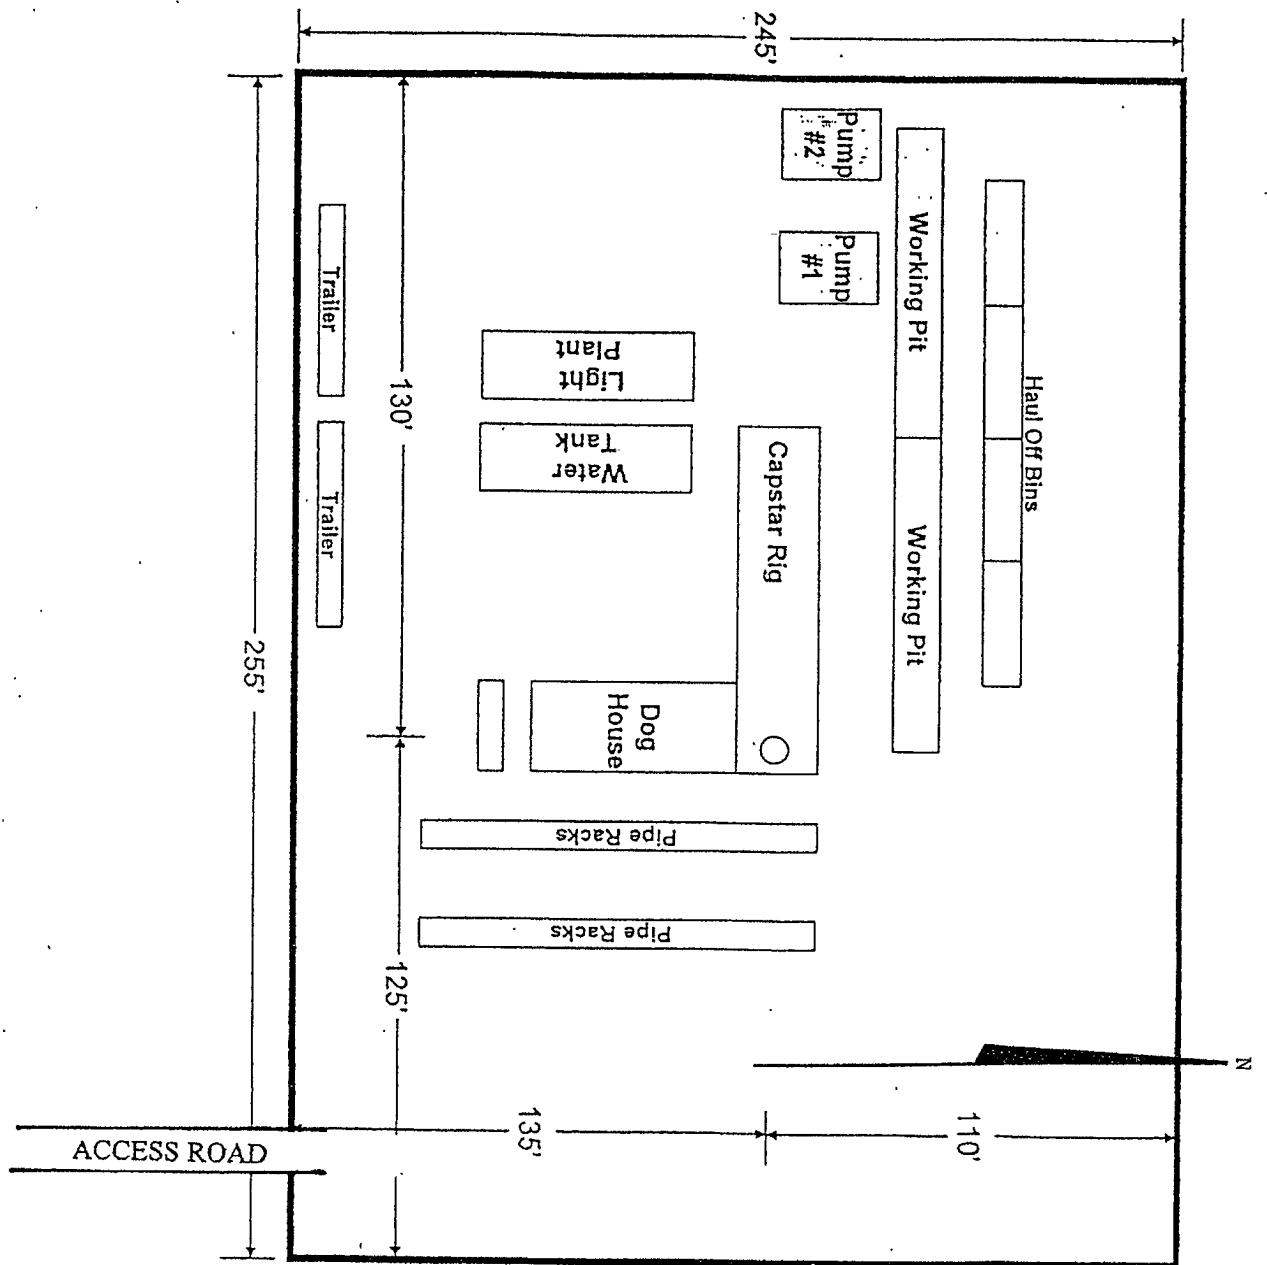 245'
Pump
#2
Pump
#1
Working Pit
Working Pit
Haul Off Bins
Trailer
Trailer
130'
Light
Plant
Water
Tank
Capstar Rig
255'
Dog
House
Pipe Racks
Pipe Racks
125'
N
135'
110'
ACCESS ROAD